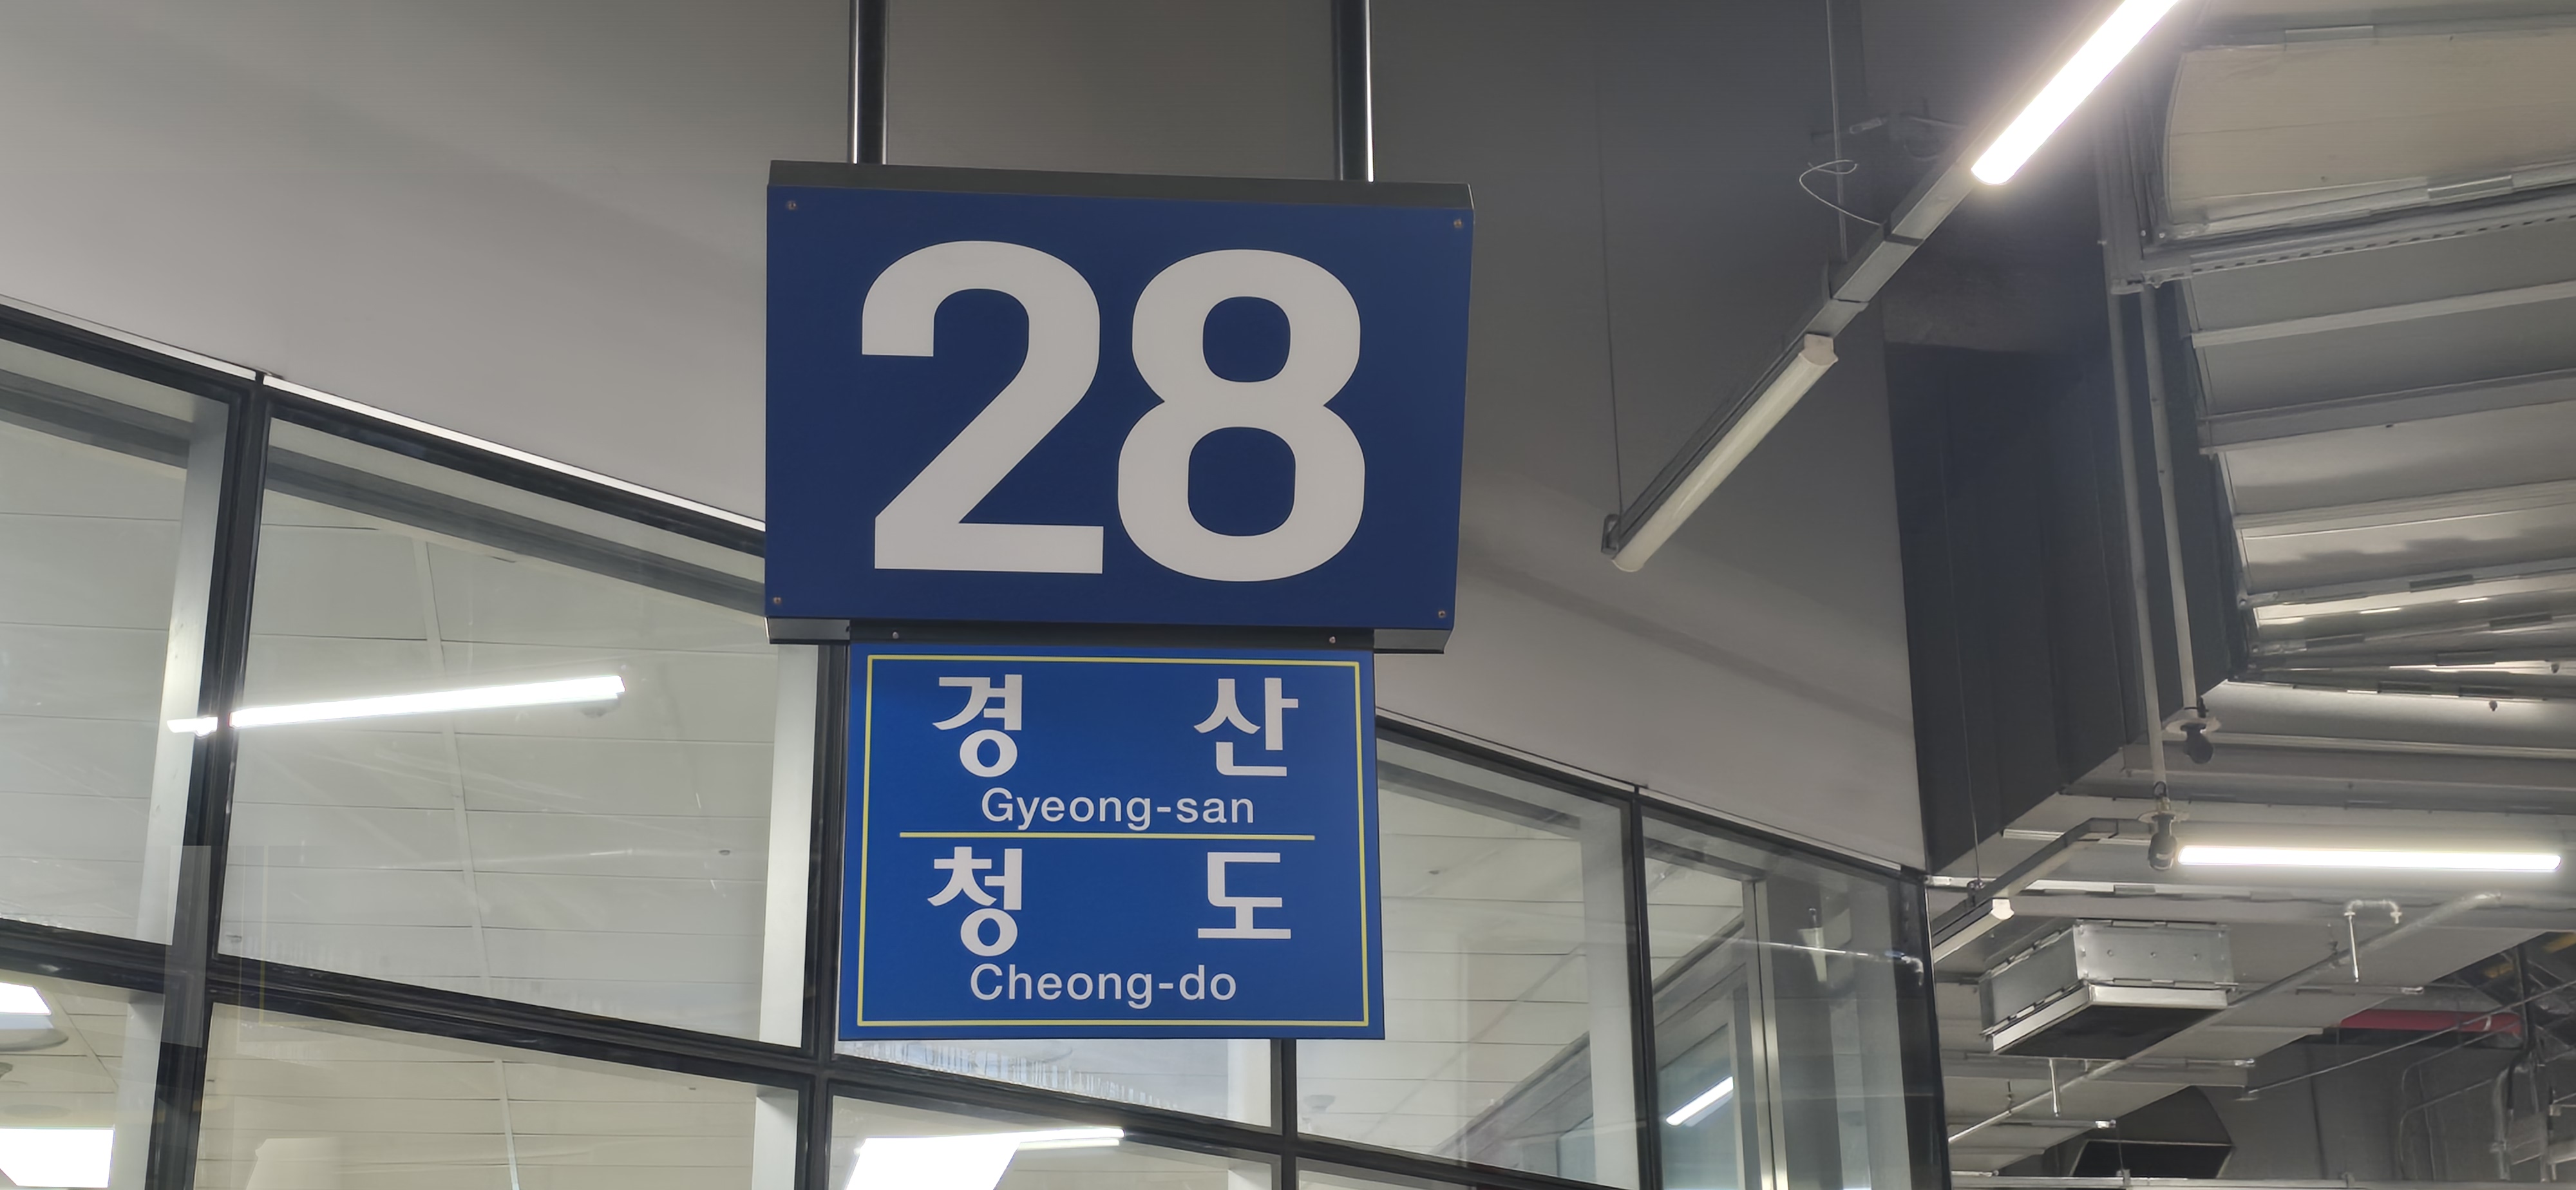 28
경 산
Gyeong-san
청 도
Cheong-do